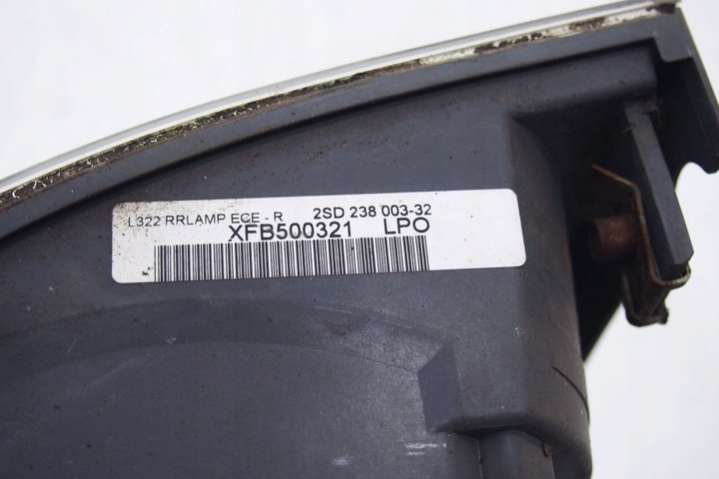 L322 RRLAMP ECE - R 2SD 238 003-32
XFB500321 LPO